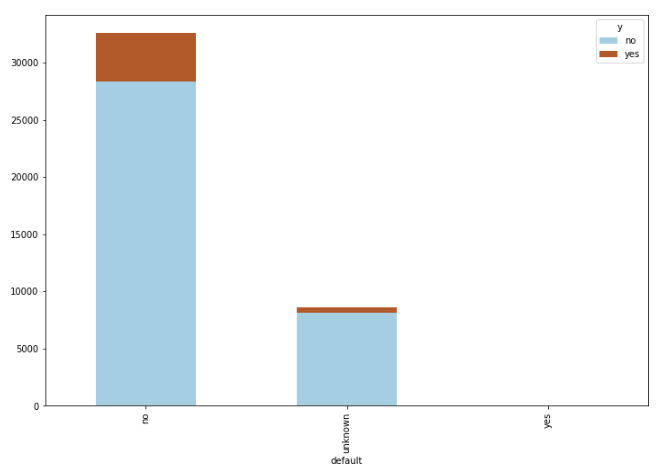 y
no
yes
30000
25000
20000
15000
10000
5000
0
no
unknown
yes
default